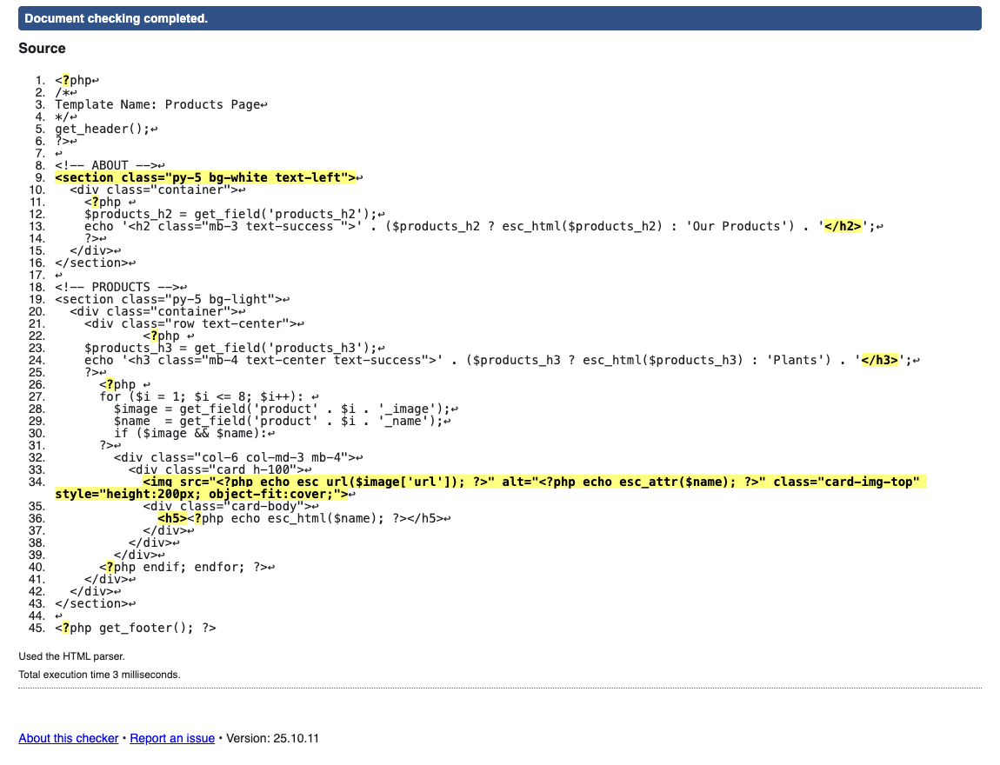 Document checking completed.
Source
1. <?php↩
2. /*↩
3. Template Name: Products Page↩
4. */↩
5. get_header();↩
6. ?>↩
7. ↩
8. <!-- ABOUT -->↩
9. <section class="py-5 bg-white text-left">↩
10.   <div class="container">↩
11.     <?php ↩
12.     $products_h2 = get_field('products_h2');↩
13.     echo '<h2 class="mb-3 text-success ">' . ($products_h2 ? esc_html($products_h2) : 'Our Products') . '</h2>';↩
14.     ?>↩
15.   </div>↩
16. </section>↩
17. ↩
18. <!-- PRODUCTS -->↩
19. <section class="py-5 bg-light">↩
20.   <div class="container">↩
21.     <div class="row text-center">↩
22.             <?php ↩
23.     $products_h3 = get_field('products_h3');↩
24.     echo '<h3 class="mb-4 text-center text-success">' . ($products_h3 ? esc_html($products_h3) : 'Plants') . '</h3>';↩
25.     ?>↩
26.       <?php ↩
27.       for ($i = 1; $i <= 8; $i++): ↩
28.         $image = get_field('product' . $i . '_image');↩
29.         $name  = get_field('product' . $i . '_name');↩
30.         if ($image && $name):↩
31.       ?>↩
32.         <div class="col-6 col-md-3 mb-4">↩
33.           <div class="card h-100">↩
34.             <img src="<?php echo esc_url($image['url']); ?>" alt="<?php echo esc_attr($name); ?>" class="card-img-top"
style="height:200px; object-fit:cover;">↩
35.             <div class="card-body">↩
36.               <h5><?php echo esc_html($name); ?></h5>↩
37.             </div>↩
38.           </div>↩
39.         </div>↩
40.       <?php endif; endfor; ?>↩
41.     </div>↩
42.   </div>↩
43. </section>↩
44. ↩
45. <?php get_footer(); ?>
Used the HTML parser.
Total execution time 3 milliseconds.
About this checker • Report an issue • Version: 25.10.11